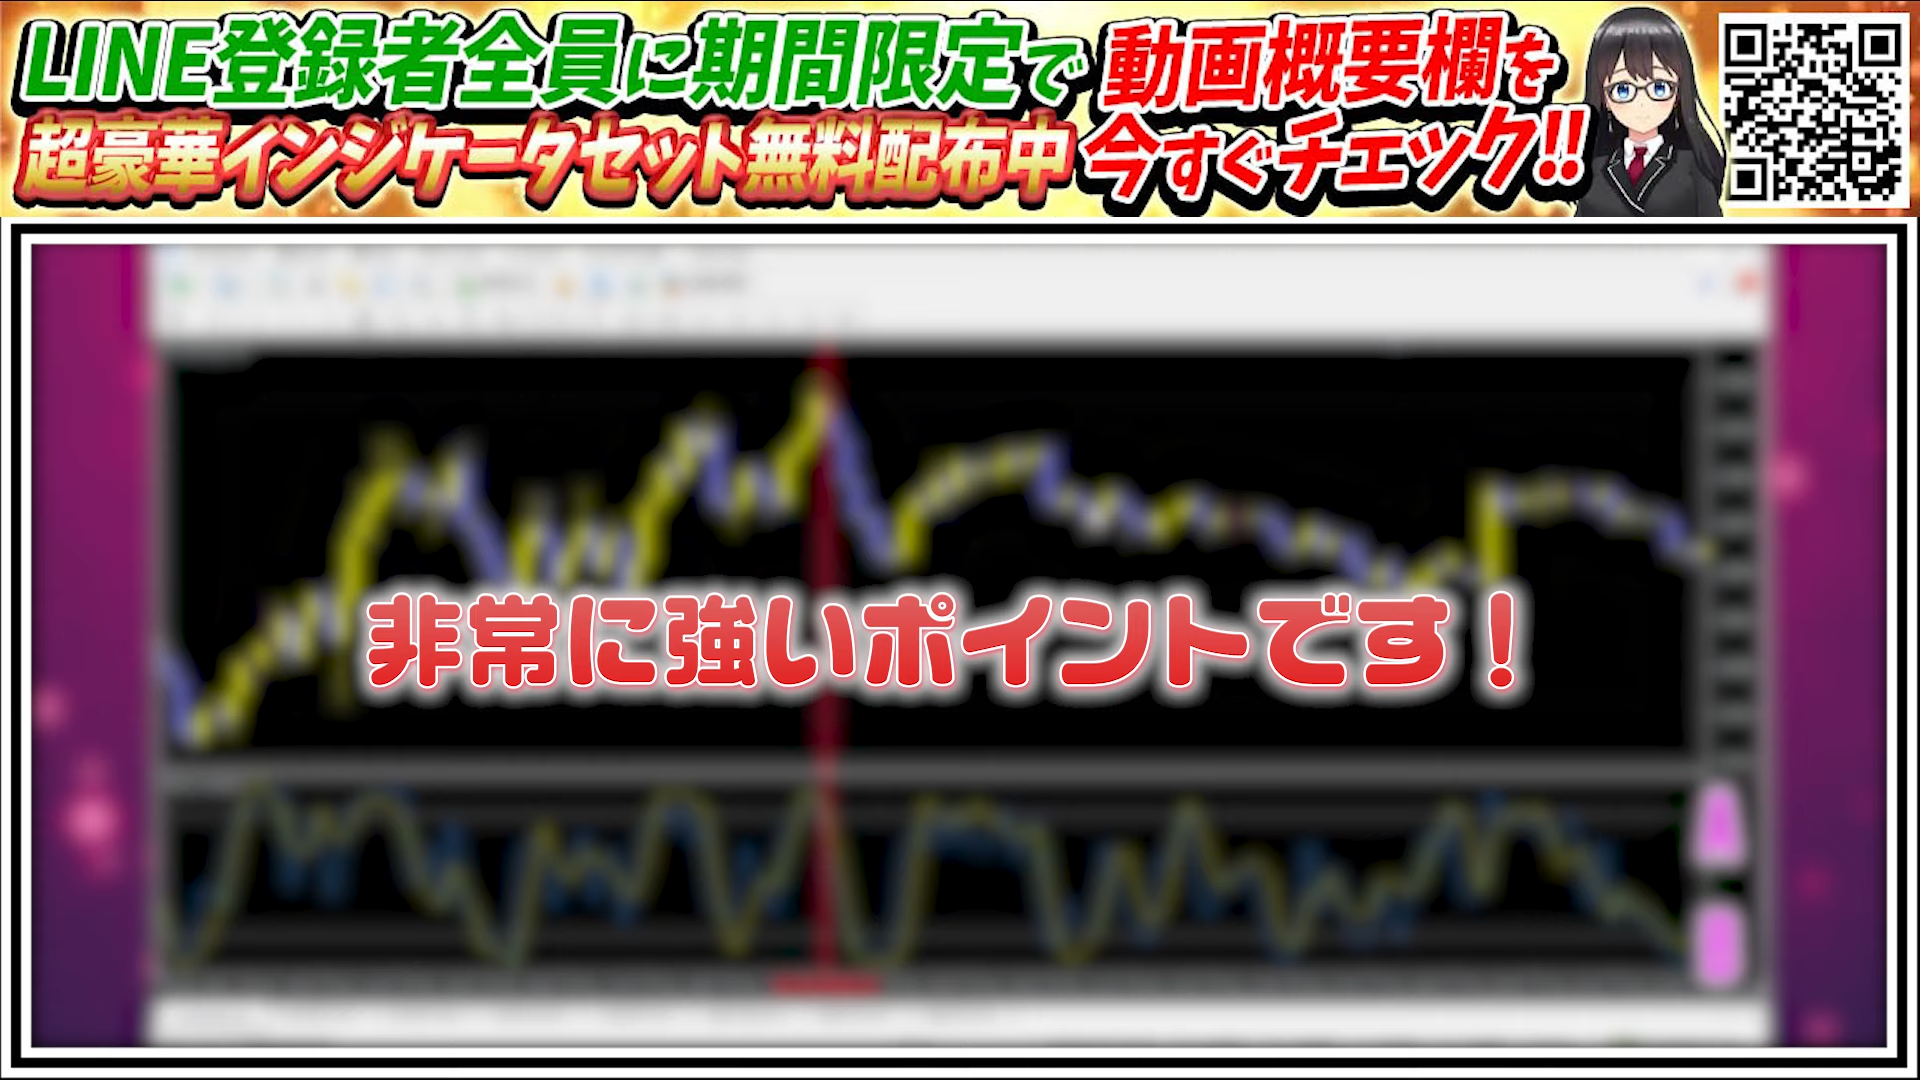 LINE登録者全員に期間限定で
超豪華インジケータセット無料配布中
動画概要欄を
今すぐチェック!!
非常に強いポイントです！